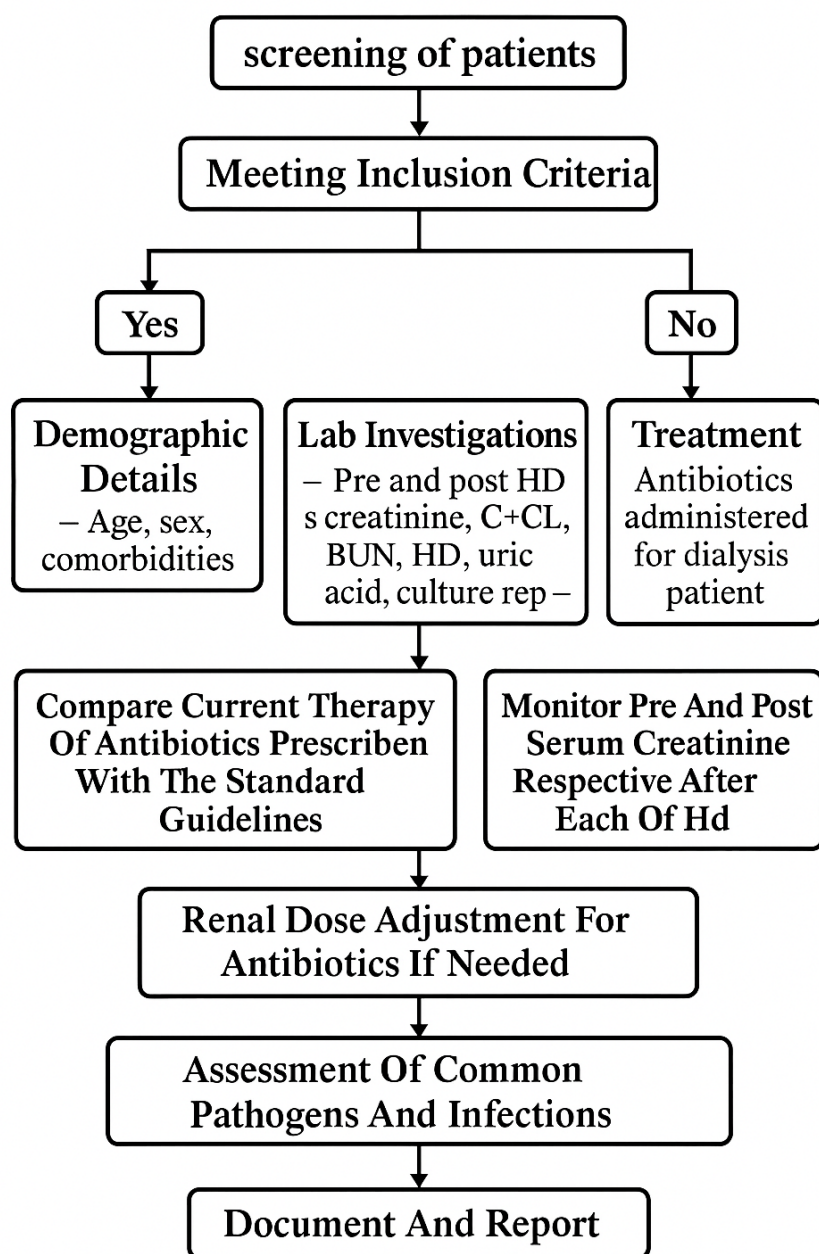 screening of patients
Meeting Inclusion Criteria
Yes
No
Demographic
Details
– Age, sex,
comorbidities
Lab Investigations
– Pre and post HD
s creatinine, C+CL,
BUN, HD, uric
acid, culture rep –
Treatment
Antibiotics
administered
for dialysis
patient
Compare Current Therapy
Of Antibiotics Prescriben
With The Standard
Guidelines
Monitor Pre And Post
Serum Creatinine
Respective After
Each Of Hd
Renal Dose Adjustment For
Antibiotics If Needed
Assessment Of Common
Pathogens And Infections
Document And Report